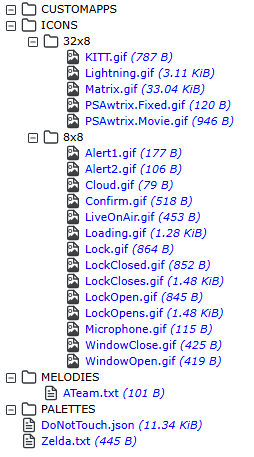 CUSTOMAPPS
ICONS
32x8
KITT.gif (787 B)
Lightning.gif (3.11 KiB)
Matrix.gif (33.04 KiB)
PSAwtrix.Fixed.gif (120 B)
PSAwtrix.Movie.gif (946 B)
8x8
Alert1.gif (177 B)
Alert2.gif (106 B)
Cloud.gif (79 B)
Confirm.gif (518 B)
LiveOnAir.gif (453 B)
Loading.gif (1.28 KiB)
Lock.gif (864 B)
LockClosed.gif (852 B)
LockCloses.gif (1.48 KiB)
LockOpen.gif (845 B)
LockOpens.gif (1.48 KiB)
Microphone.gif (115 B)
WindowClose.gif (425 B)
WindowOpen.gif (419 B)
MELODIES
ATeam.txt (101 B)
PALETTES
DoNotTouch.json (11.34 KiB)
Zelda.txt (445 B)